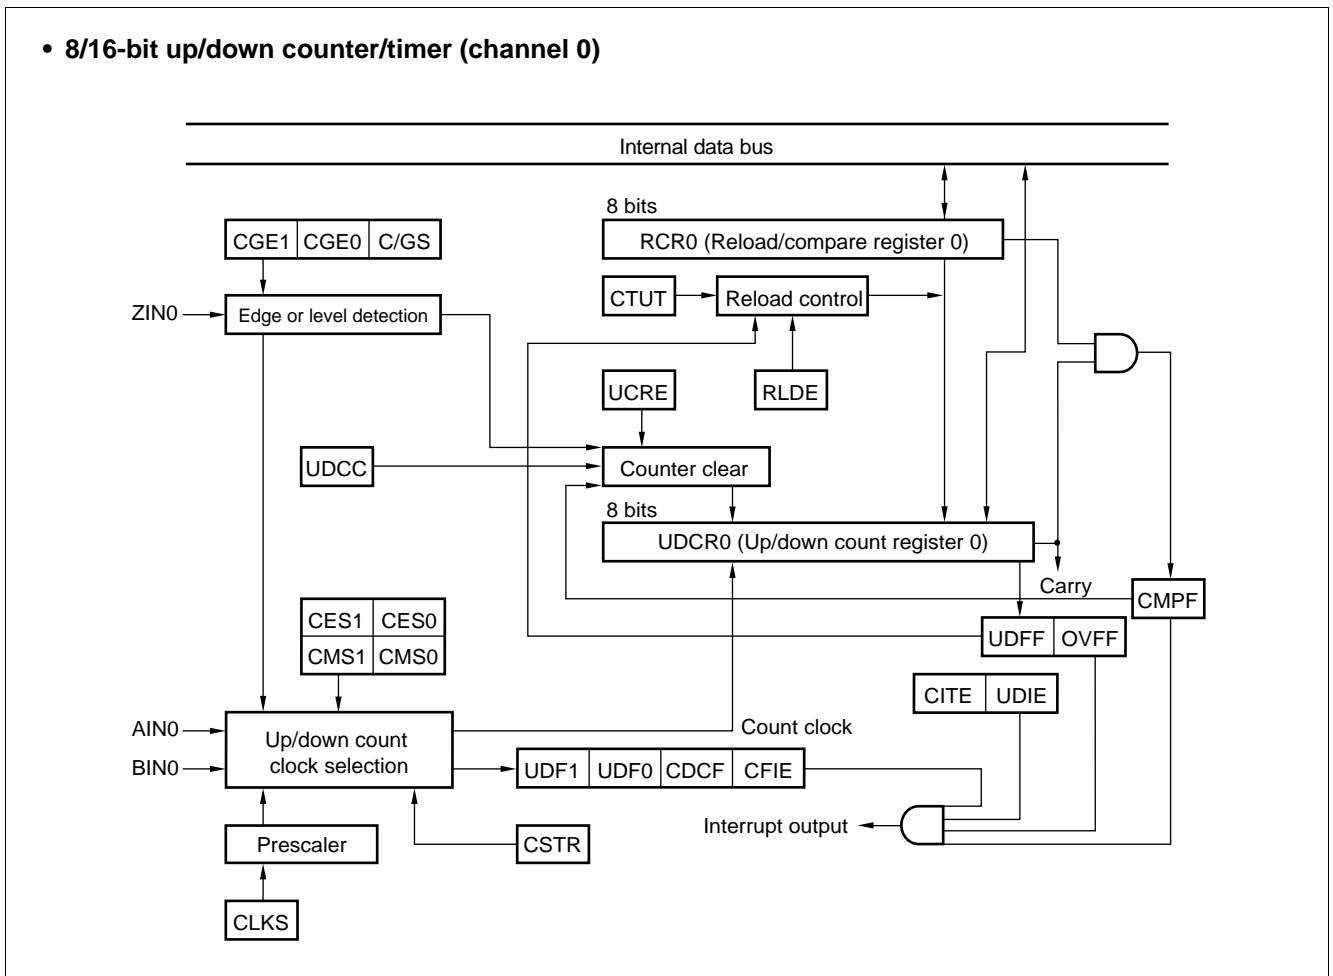 • 8/16-bit up/down counter/timer (channel 0)
Internal data bus
8 bits
CGE1 CGE0 C/GS
RCR0 (Reload/compare register 0)
CTUT
Reload control
ZIN0
Edge or level detection
UCRE
RLDE
UDCC
Counter clear
8 bits
UDCR0 (Up/down count register 0)
Carry
CMPF
CES1 CES0
CMS1 CMS0
UDFF OVFF
CITE UDIE
AIN0
BIN0
Up/down count
clock selection
Count clock
UDF1 UDF0 CDCF CFIE
Interrupt output
Prescaler
CSTR
CLKS